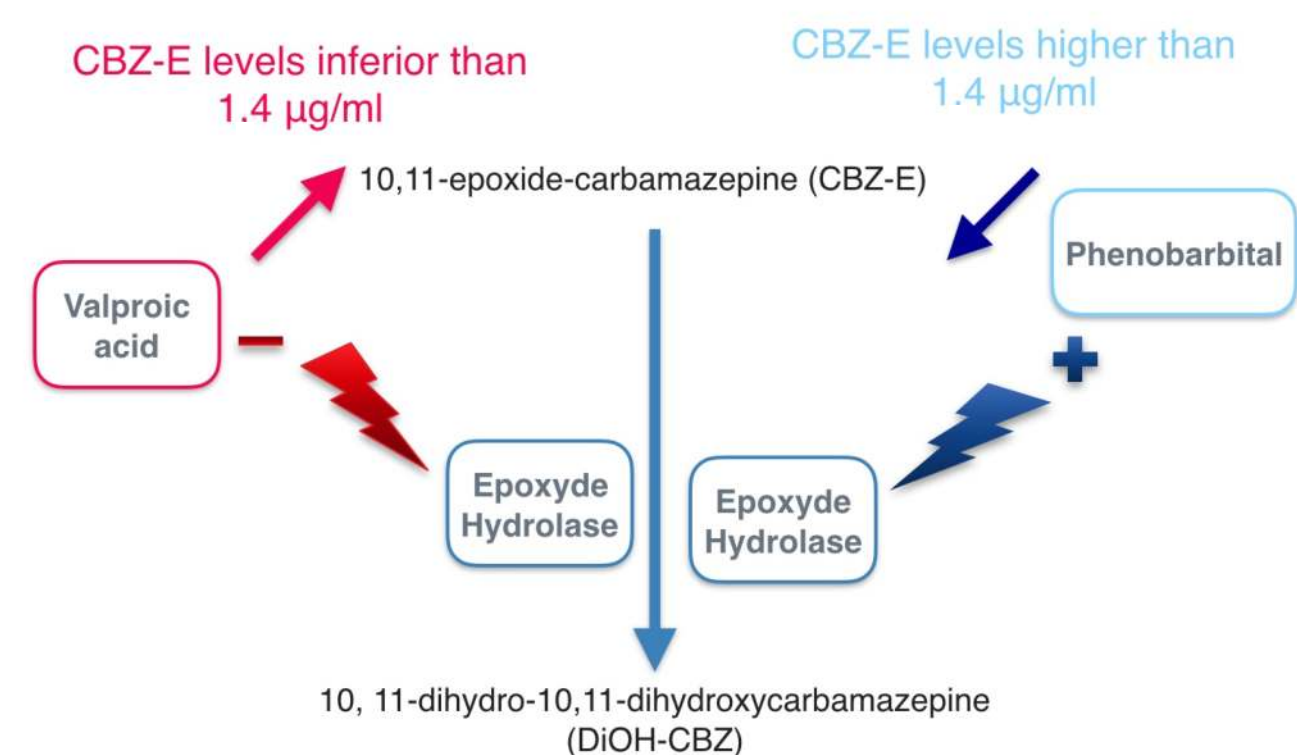 CBZ-E levels inferior than
1.4 µg/ml
CBZ-E levels higher than
1.4 µg/ml
10,11-epoxide-carbamazepine (CBZ-E)
Valproic
acid
Phenobarbital
Epoxyde
Hydrolase
Epoxyde
Hydrolase
10, 11-dihydro-10,11-dihydroxycarbamazepine
(DiOH-CBZ)